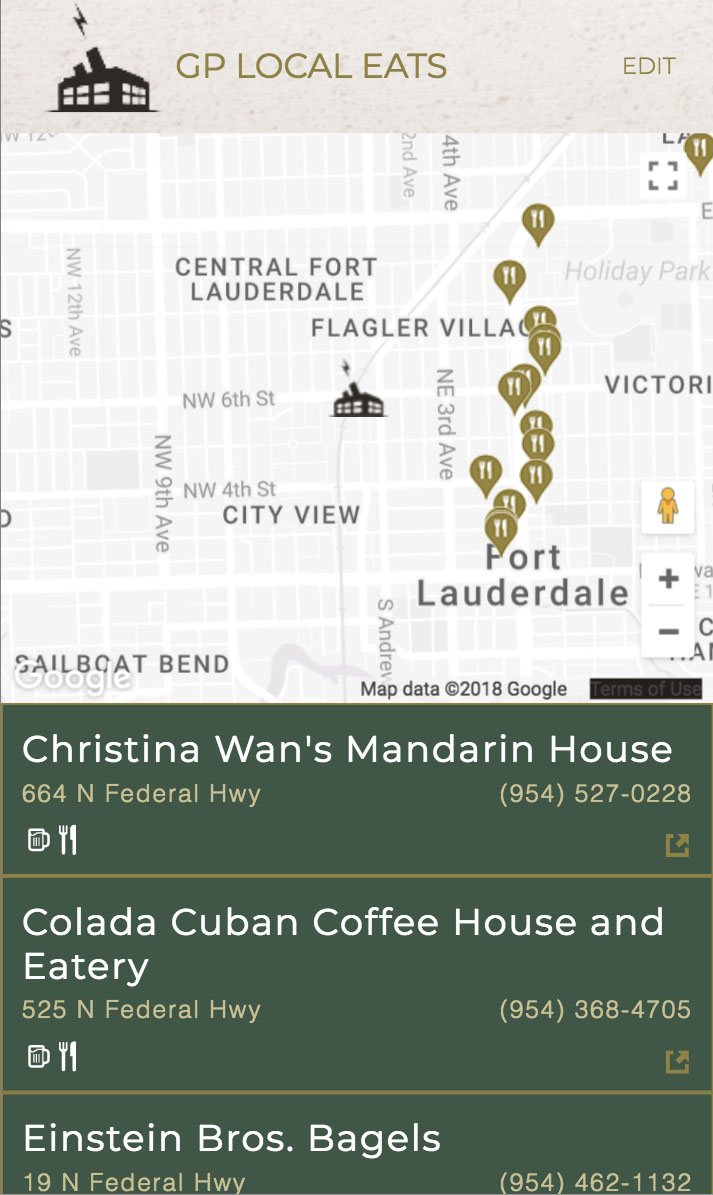 GP LOCAL EATS
EDIT
NW 12th Ave
2nd Ave
4th Ave
CENTRAL FORT
LAUDERDALE
Holiday Park
FLAGLER
VICTORI
NW 6th St
NE 3rd Ave
NW 9th Ave
NW 4th St
CITY VIEW
Fort
Lauderdale
S Andrew
SAILBOAT BEND
Google
Map data ©2018 Google
Terms of Use
Christina Wan's Mandarin House
664 N Federal Hwy
(954) 527-0228
Colada Cuban Coffee House and
Eatery
525 N Federal Hwy
(954) 368-4705
Einstein Bros. Bagels
19 N Federal Hwy
(954) 462-1132